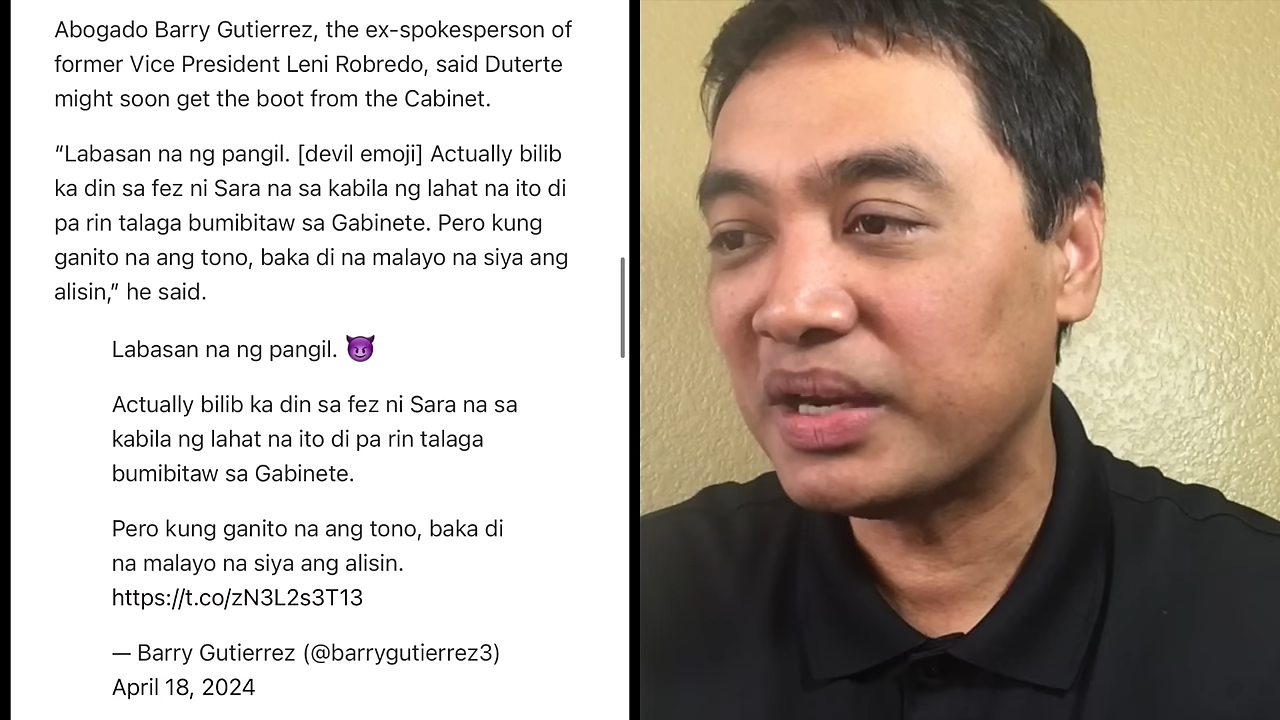 Abogado Barry Gutierrez, the ex-spokesperson of
former Vice President Leni Robredo, said Duterte
might soon get the boot from the Cabinet.
“Labasan na ng pangil. [devil emoji] Actually bilib
ka din sa fez ni Sara na sa kabila ng lahat na ito di
pa rin talaga bumibitaw sa Gabinete. Pero kung
ganito na ang tono, baka di na malayo na siya ang
alisin,” he said.
Labasan na ng pangil. 😈
Actually bilib ka din sa fez ni Sara na sa
kabila ng lahat na ito di pa rin talaga
bumibitaw sa Gabinete.
Pero kung ganito na ang tono, baka di
na malayo na siya ang alisin.
https://t.co/zN3L2s3T13
— Barry Gutierrez (@barrygutierrez3)
April 18, 2024